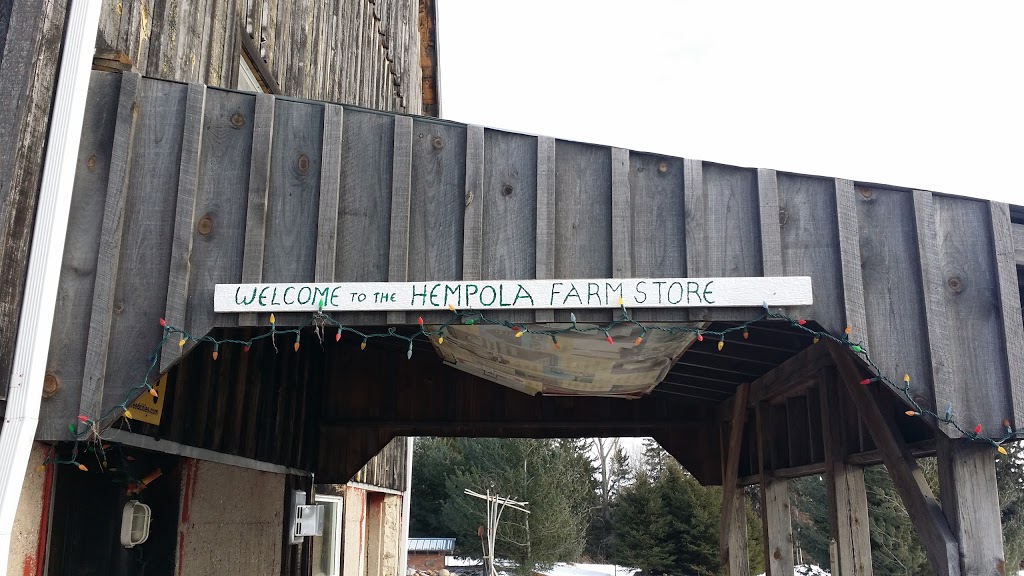 WELCOME TO THE HEMPOLA FARM STORE